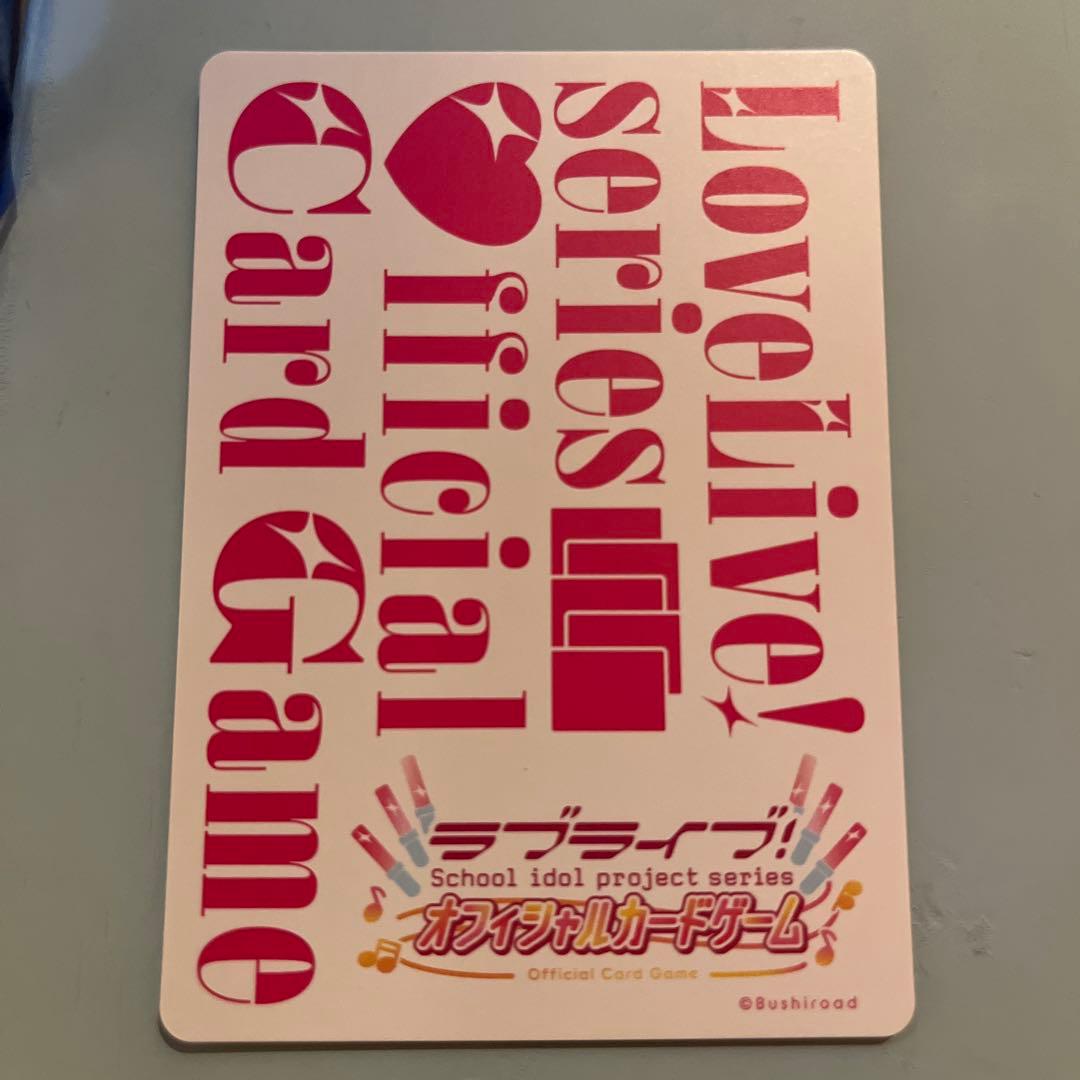 LoveLive!
series
♥fficial
Card Game
ラブライブ!
School idol project series
オフィシャルカードゲーム
Official Card Game
©Bushiroad